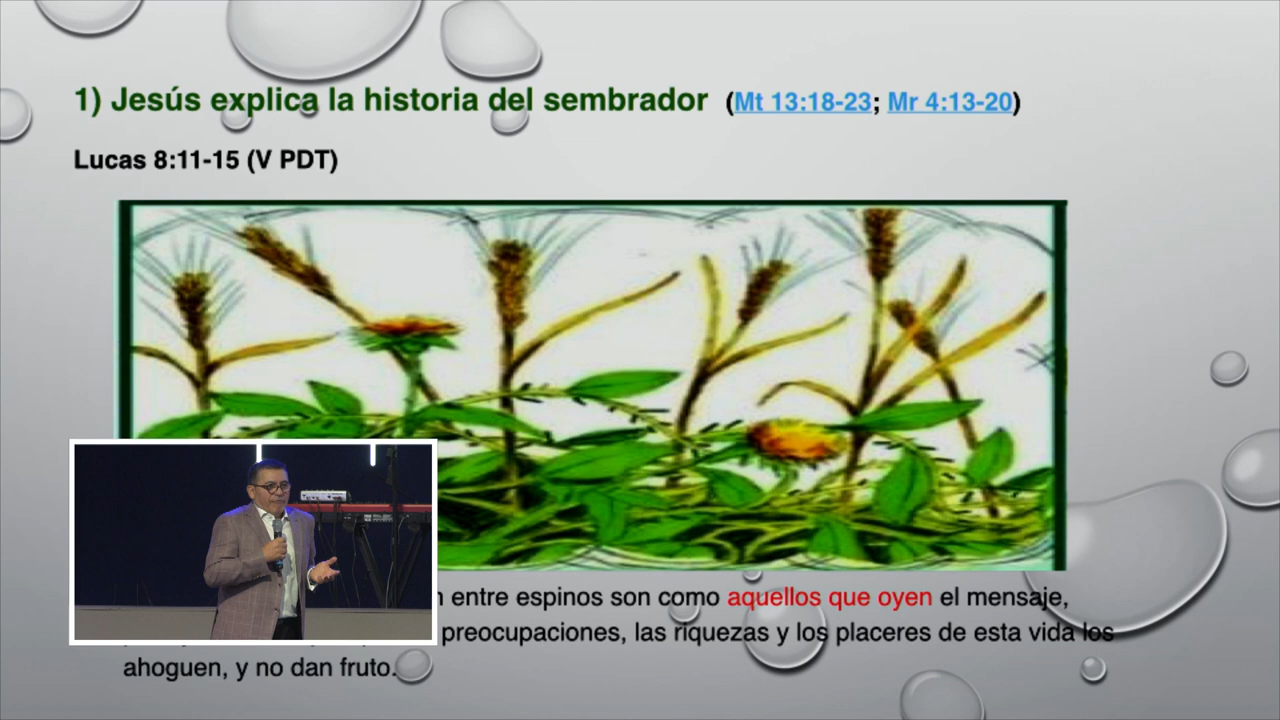 1) Jesús explica la historia del sembrador (Mt 13:18-23; Mr 4:13-20)
Lucas 8:11-15 (V PDT)
entre espinos son como aquellos que oyen el mensaje,
preocupaciones, las riquezas y los placeres de esta vida los
ahoguen, y no dan fruto.